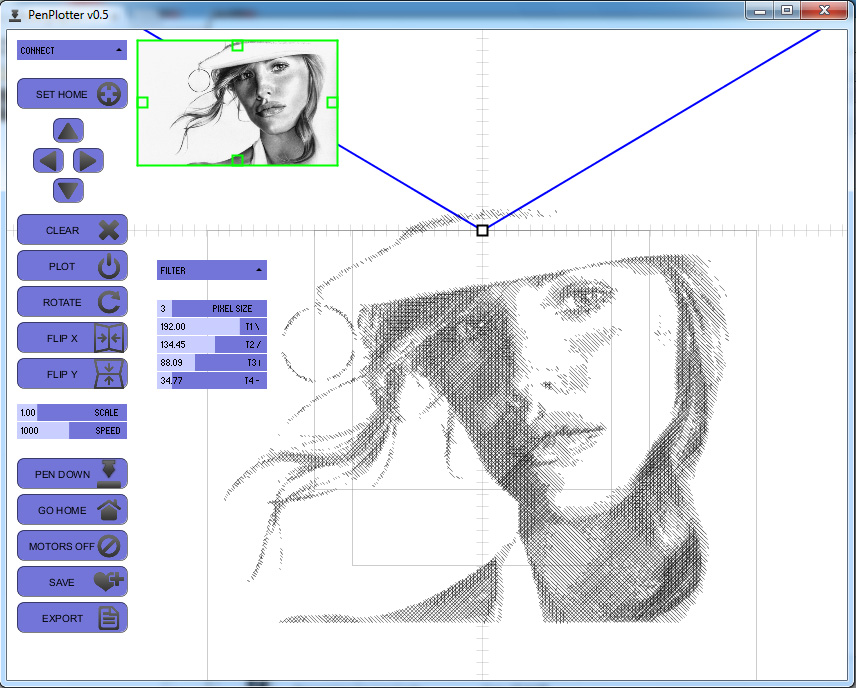 PenPlotter v0.5
CONNECT
SET HOME
CLEAR
PLOT
ROTATE
FLIP X
FLIP Y
1.00 SCALE
1000 SPEED
PEN DOWN
GO HOME
MOTORS OFF
SAVE
EXPORT
FILTER
3 PIXEL SIZE
192.00 T1 \
134.45 T2 /
88.09 T3 |
34.77 T4 -